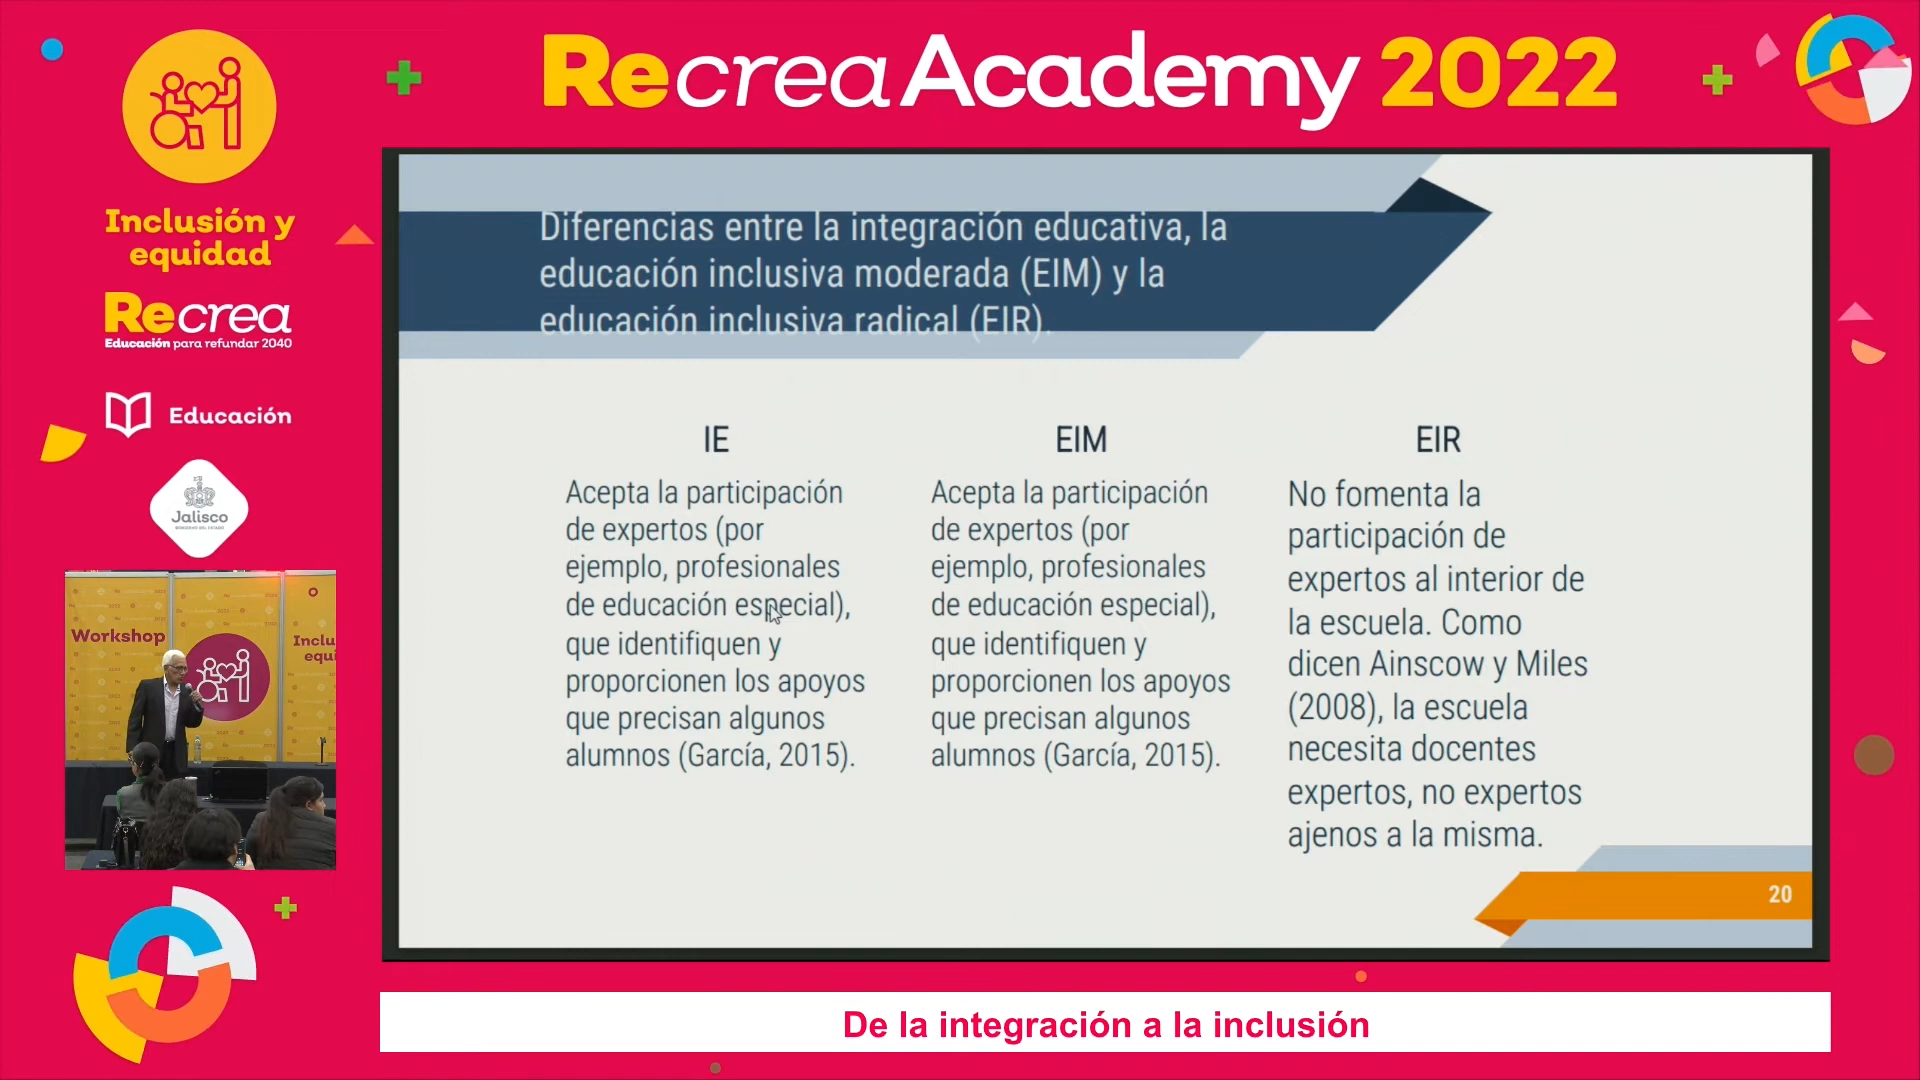 Recrea Academy 2022
Inclusión y
equidad
Recrea
Educación para refundar 2040
Educación
Jalisco
GOBIERNO DEL ESTADO
Workshop
Inclu
equi
Diferencias entre la integración educativa, la
educación inclusiva moderada (EIM) y la
educación inclusiva radical (EIR).
IE
Acepta la participación
de expertos (por
ejemplo, profesionales
de educación especial),
que identifiquen y
proporcionen los apoyos
que precisan algunos
alumnos (García, 2015).
EIM
Acepta la participación
de expertos (por
ejemplo, profesionales
de educación especial),
que identifiquen y
proporcionen los apoyos
que precisan algunos
alumnos (García, 2015).
EIR
No fomenta la
participación de
expertos al interior de
la escuela. Como
dicen Ainscow y Miles
(2008), la escuela
necesita docentes
expertos, no expertos
ajenos a la misma.
20
De la integración a la inclusión